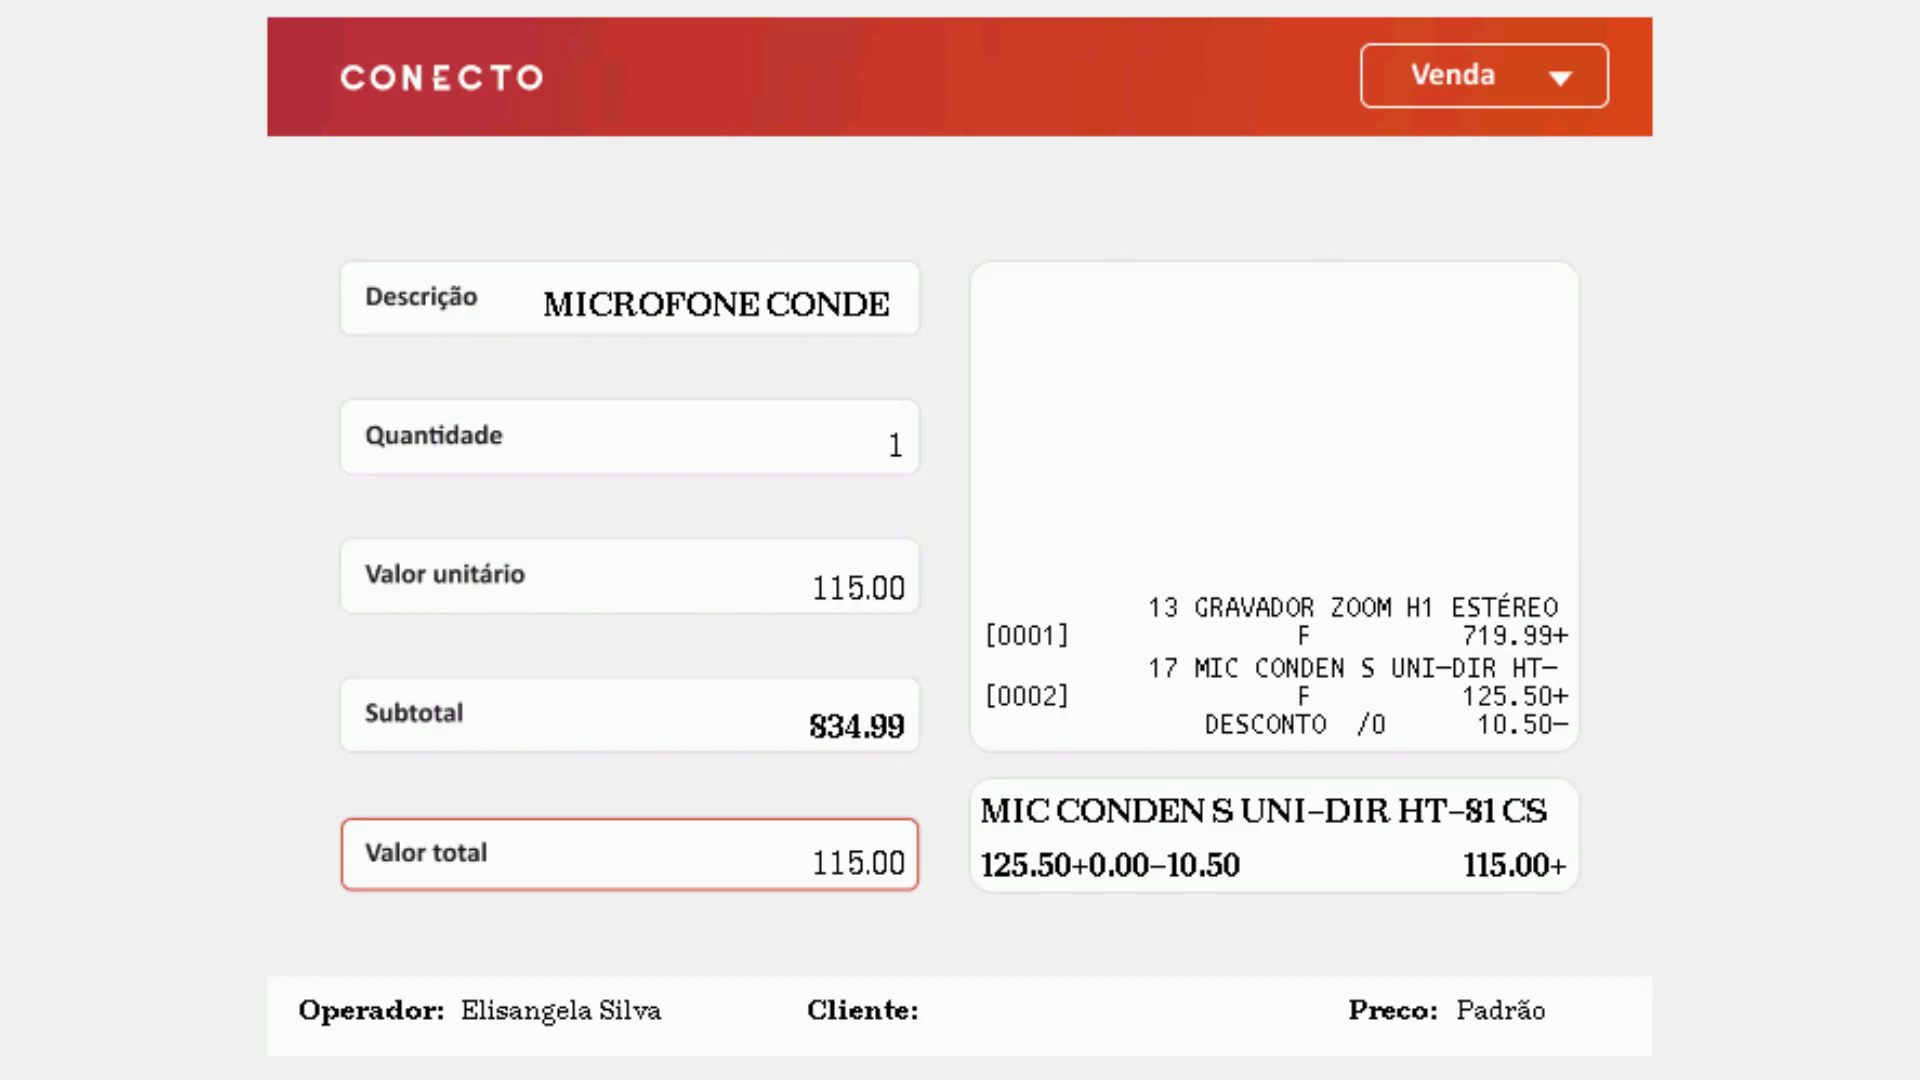 CONECTO
Venda
Descrição MICROFONE CONDE
Quantidade 1
Valor unitário 115.00
Subtotal 834.99
Valor total 115.00
13 GRAVADOR ZOOM H1 ESTÉREO
[0001] F 719.99+
17 MIC CONDEN S UNI-DIR HT-
[0002] F 125.50+
DESCONTO /0 10.50-
MIC CONDEN S UNI-DIR HT-81 CS
125.50+0.00-10.50 115.00+
Operador: Elisangela Silva Cliente: Preco: Padrão